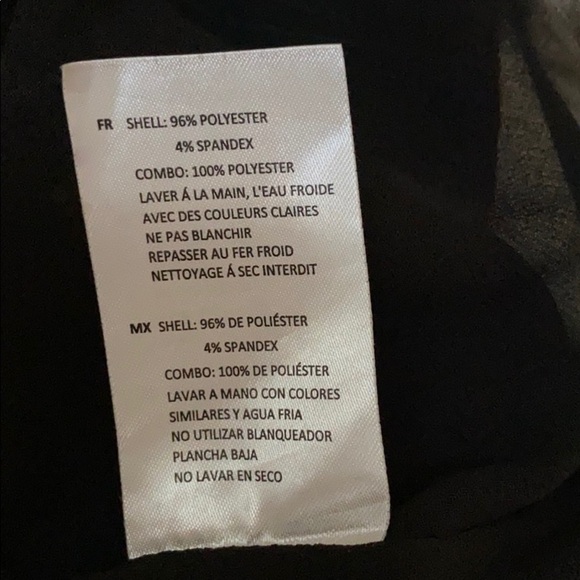 FR SHELL: 96% POLYESTER
4% SPANDEX
COMBO: 100% POLYESTER
LAVER Á LA MAIN, L'EAU FROIDE
AVEC DES COULEURS CLAIRES
NE PAS BLANCHIR
REPASSER AU FER FROID
NETTOYAGE Á SEC INTERDIT
MX SHELL: 96% DE POLIÉSTER
4% SPANDEX
COMBO: 100% DE POLIÉSTER
LAVAR A MANO CON COLORES
SIMILARES Y AGUA FRIA
NO UTILIZAR BLANQUEADOR
PLANCHA BAJA
NO LAVAR EN SECO